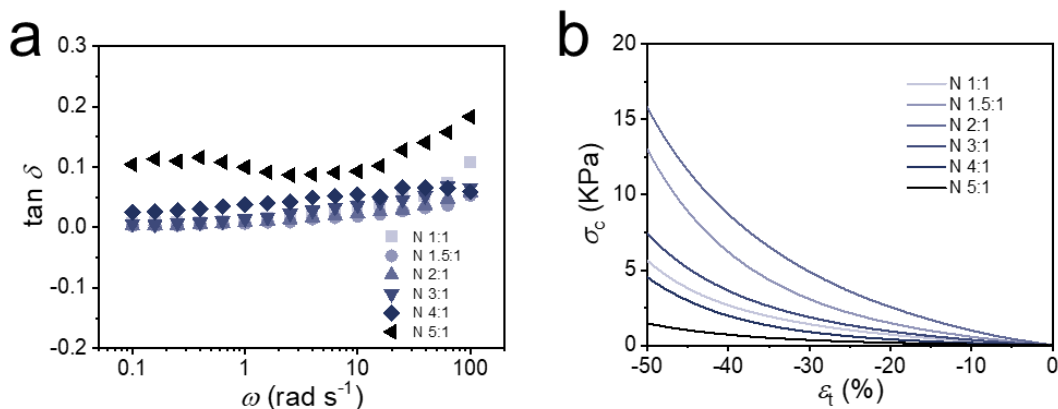 a
0.3
0.2
0.1
0.0
-0.1
-0.2
tan δ
0.1
1
10
100
ω (rad s⁻¹)
N 1:1
N 1.5:1
N 2:1
N 3:1
N 4:1
N 5:1
b
20
15
10
5
0
σc (KPa)
-50
-40
-30
-20
-10
0
εt (%)
N 1:1
N 1.5:1
N 2:1
N 3:1
N 4:1
N 5:1